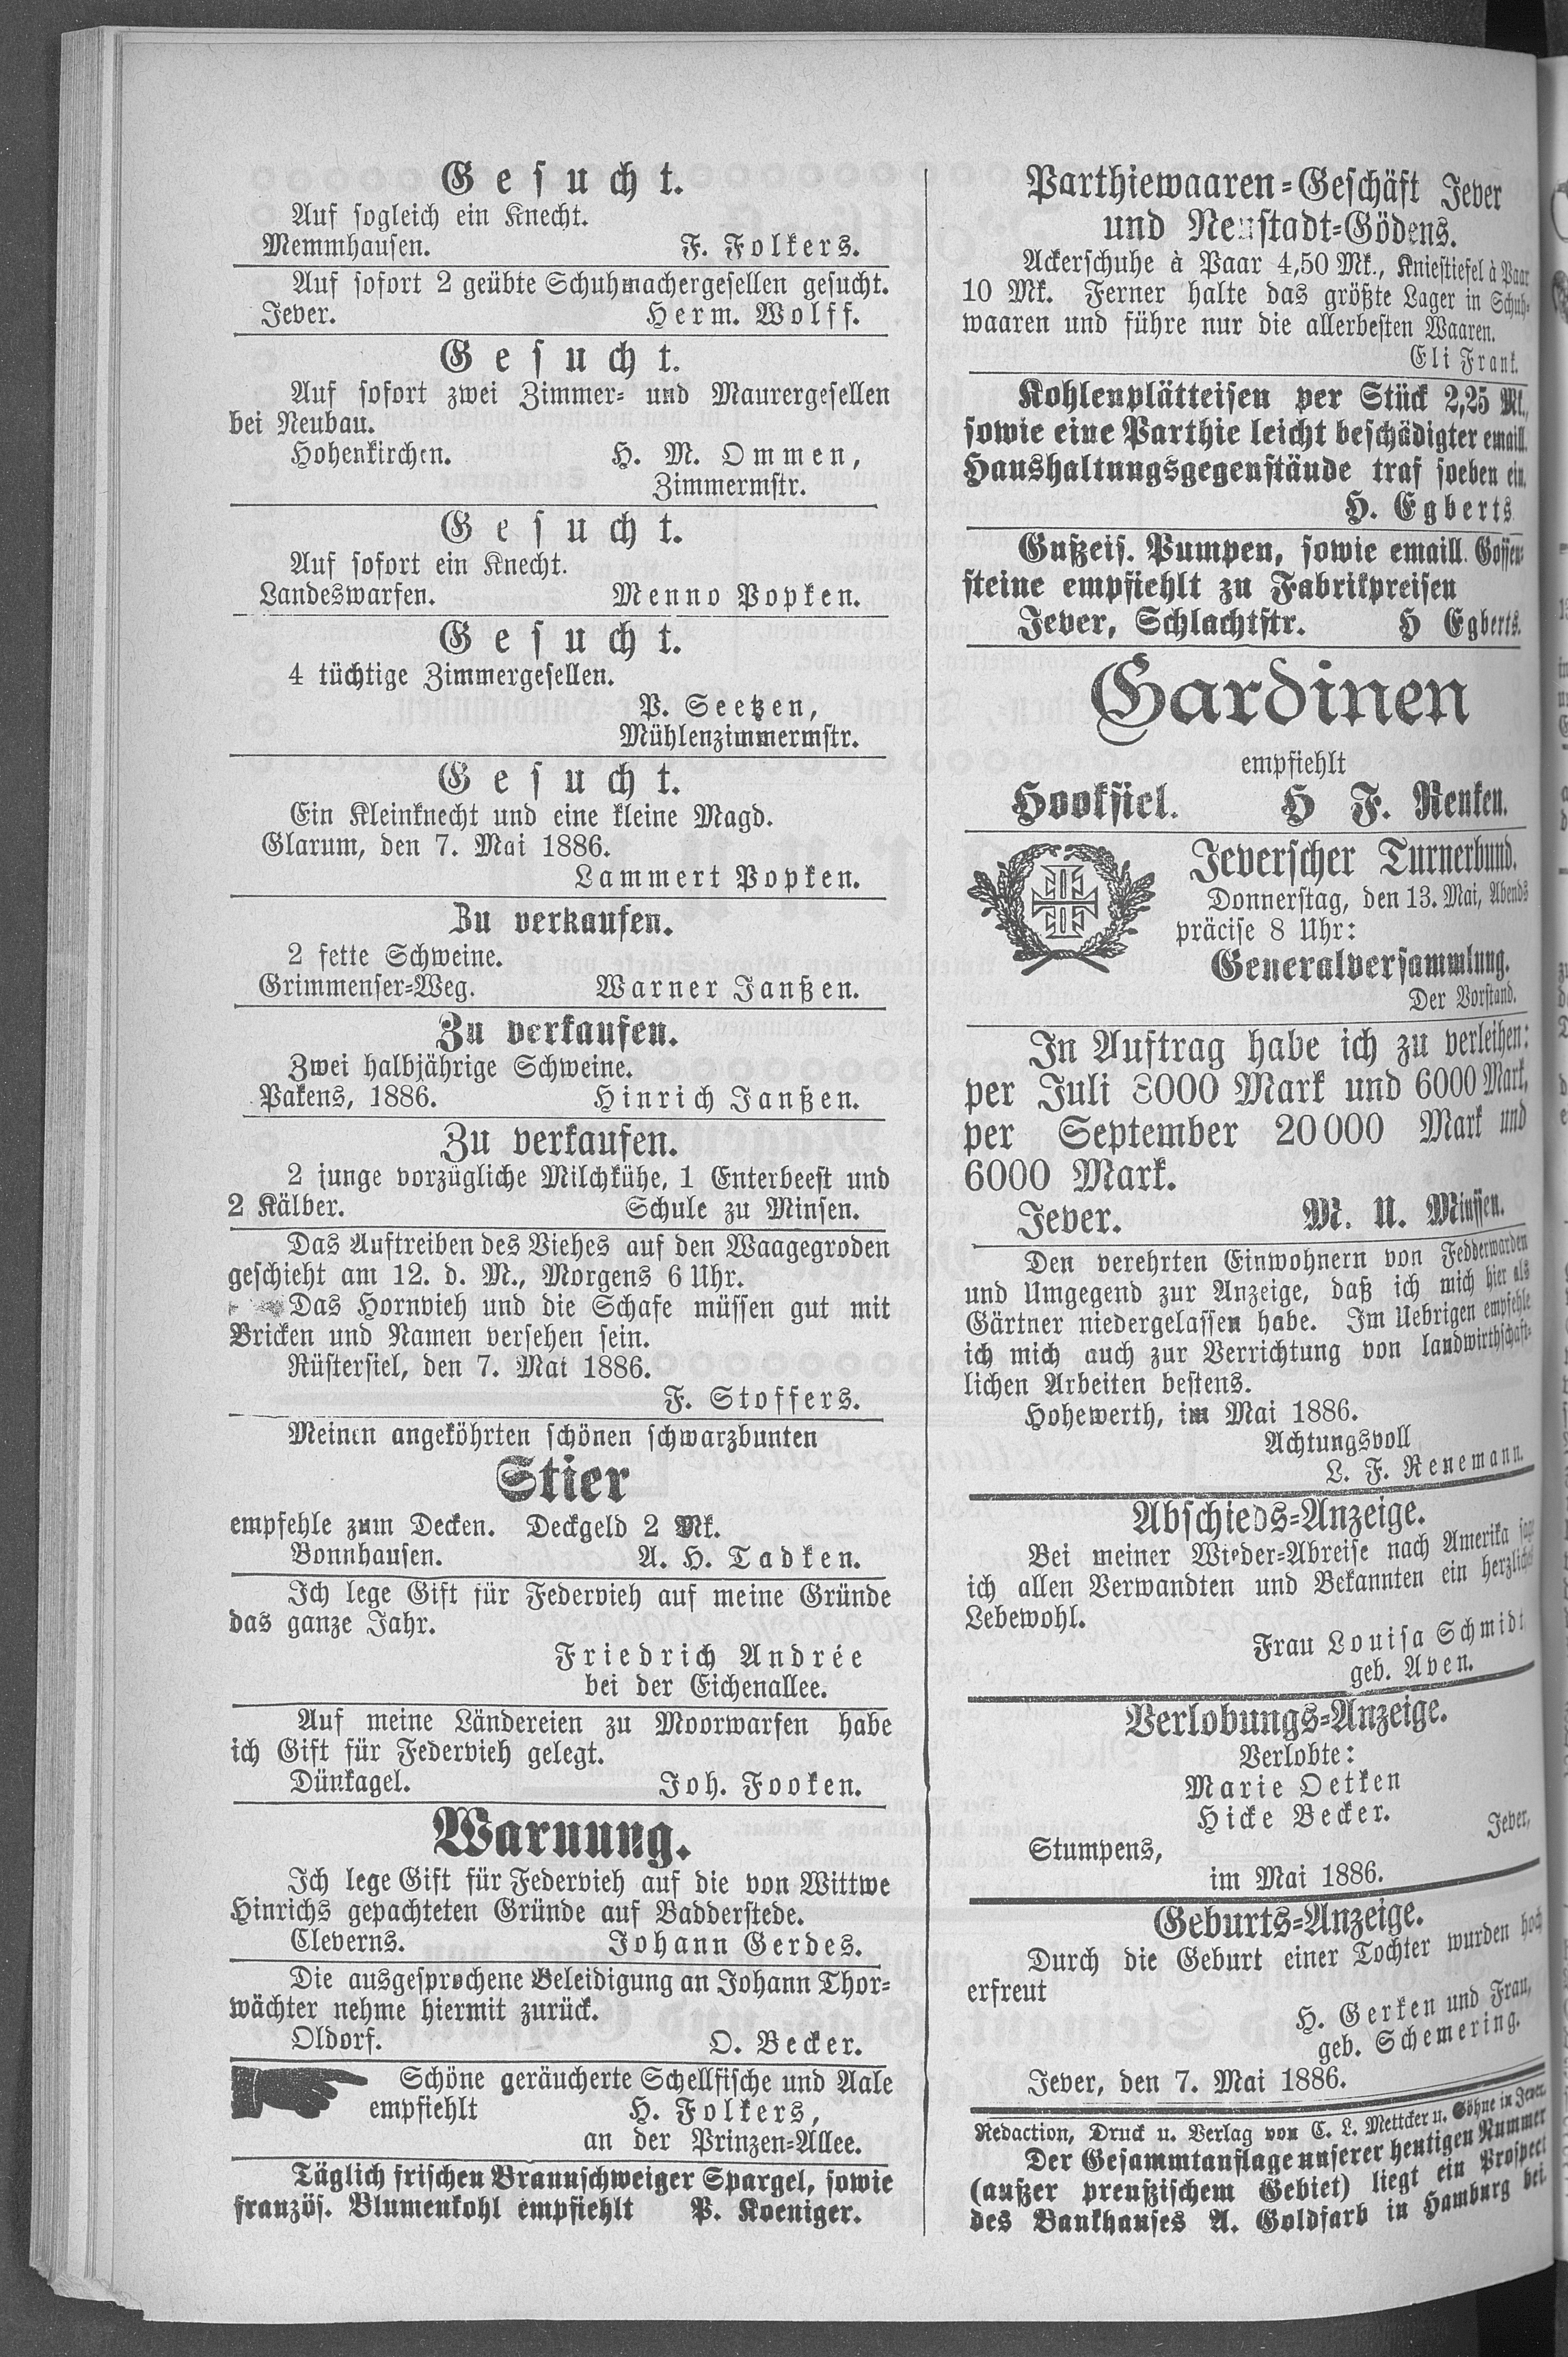 Gesucht.
Auf sogleich ein Knecht.
Memmhausen. F. Folkers.
Auf sofort 2 geübte Schuhmachergesellen gesucht.
Jever. Herm. Wolff.
Gesucht.
Auf sofort zwei Zimmer- und Maurergesellen
bei Neubau.
Hohenkirchen. H. M. Ommen,
Zimmermstr.
Gesucht.
Auf sofort ein Knecht.
Landeswarfen. Menno Popken.
Gesucht.
4 tüchtige Zimmergesellen.
P. Seetzen,
Mühlenzimmermstr.
Gesucht.
Ein Kleinknecht und eine kleine Magd.
Glarum, den 7. Mai 1886.
Lammert Popken.
Zu verkaufen.
2 fette Schweine.
Grimmenser-Weg. Warner Janßen.
Zu verkaufen.
Zwei halbjährige Schweine.
Pakens, 1886. Hinrich Janßen.
Zu verkaufen.
2 junge vorzügliche Milchkühe, 1 Enterbeest und
2 Kälber. Schule zu Minsen.
Das Auftreiben des Viehes auf den Waagegroden
geschieht am 12. d. M., Morgens 6 Uhr.
Das Hornvieh und die Schafe müssen gut mit
Bricken und Namen versehen sein.
Rüstersiel, den 7. Mai 1886.
F. Stoffers.
Meinen angeköhrten schönen schwarzbunten
Stier
empfehle zum Decken. Deckgeld 2 Mk.
Bonnhausen. A. H. Tadken.
Ich lege Gift für Federvieh auf meine Gründe
das ganze Jahr.
Friedrich Andrée
bei der Eichenallee.
Auf meine Ländereien zu Moorwarfen habe
ich Gift für Federvieh gelegt.
Dünkagel. Joh. Fooken.
Warnung.
Ich lege Gift für Federvieh auf die von Wittwe
Hinrichs gepachteten Gründe auf Badderstede.
Cleverns. Johann Gerdes.
Die ausgesprochene Beleidigung an Johann Thor-
wächter nehme hiermit zurück.
Oldorf. O. Becker.
Schöne geräucherte Schellfische und Aale
empfiehlt H. Folkers,
an der Prinzen-Allee.
Täglich frischen Braunschweiger Spargel, sowie
französ. Blumenkohl empfiehlt P. Koeniger.
Parthiewaaren-Geschäft Jever
und Neustadt-Gödens.
Ackerschuhe à Paar 4,50 Mk., Kniestiefel à Paar
10 Mk. Ferner halte das größte Lager in Schuh-
waaren und führe nur die allerbesten Waaren.
Eli Frank.
Kohlenplätteisen per Stück 2,25 Mk.,
sowie eine Parthie leicht beschädigter emaill.
Haushaltungsgegenstände traf soeben ein.
H. Egberts
Gußeis. Pumpen, sowie emaill. Gossen-
steine empfiehlt zu Fabrikpreisen
Jever, Schlachtstr. H Egberts.
Gardinen
empfiehlt
Hooksiel. H F. Renken.
Jeverscher Turnerbund.
Donnerstag, den 13. Mai, Abends
präcise 8 Uhr:
Generalversammlung.
Der Vorstand.
In Auftrag habe ich zu verleihen:
per Juli 8000 Mark und 6000 Mark,
per September 20000 Mark und
6000 Mark.
Jever. M. U. Minssen.
Den verehrten Einwohnern von Fedderwarden
und Umgegend zur Anzeige, daß ich mich hier als
Gärtner niedergelassen habe. Im Uebrigen empfehle
ich mich auch zur Verrichtung von landwirthschaft-
lichen Arbeiten bestens.
Hohewerth, im Mai 1886.
Achtungsvoll
L. F. Renemann.
Abschieds-Anzeige.
Bei meiner Wieder-Abreise nach Amerika sage
ich allen Verwandten und Bekannten ein herzliches
Lebewohl.
Frau Louisa Schmidt
geb. Aven.
Verlobungs-Anzeige.
Verlobte:
Marie Oetken
Hicke Becker.
Stumpens, Jever,
im Mai 1886.
Geburts-Anzeige.
Durch die Geburt einer Tochter wurden hoch
erfreut
H. Gerken und Frau,
geb. Schemering.
Jever, den 7. Mai 1886.
Redaction, Druck u. Verlag von C. L. Mettcker u. Söhne in Jever.
Der Gesammtauflage unserer heutigen Nummer
(außer preußischem Gebiet) liegt ein Prospect
des Bankhauses A. Goldfarb in Hamburg bei.